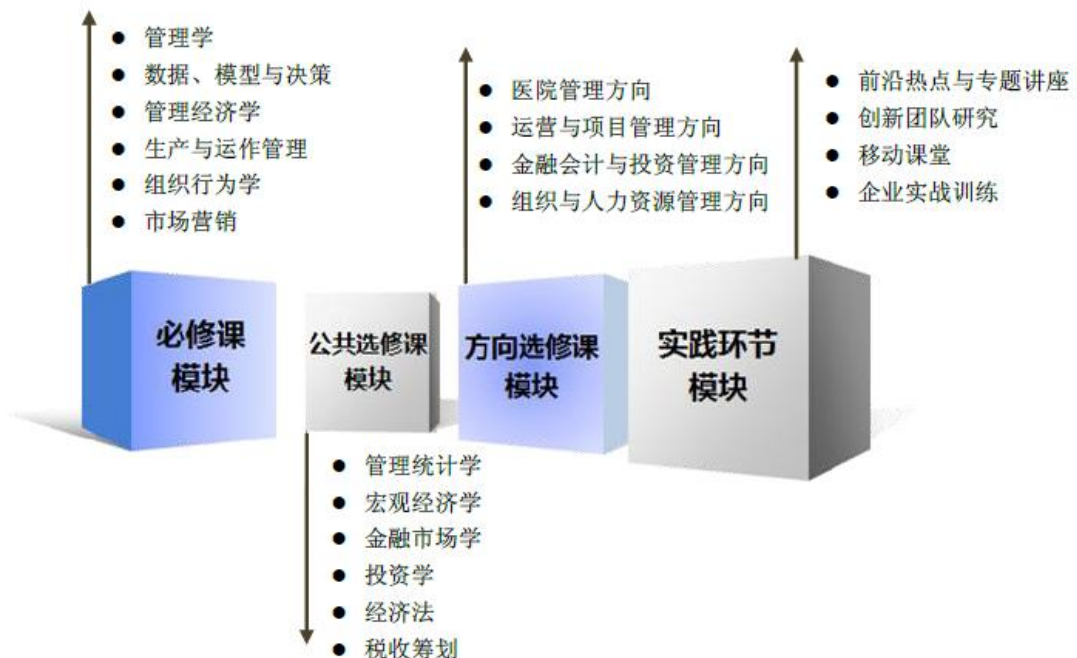 管理学
数据、模型与决策
管理经济学
生产与运作管理
组织行为学
市场营销
医院管理方向
运营与项目管理方向
金融会计与投资管理方向
组织与人力资源管理方向
前沿热点与专题讲座
创新团队研究
移动课堂
企业实战训练
必修课
模块
公共选修课
模块
方向选修课
模块
实践环节
模块
管理统计学
宏观经济学
金融市场学
投资学
经济法
税收筹划